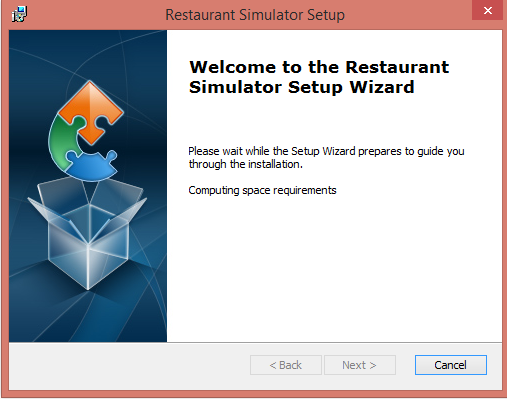 Restaurant Simulator Setup
Welcome to the Restaurant
Simulator Setup Wizard
Please wait while the Setup Wizard prepares to guide you
through the installation.
Computing space requirements
< Back
Next >
Cancel